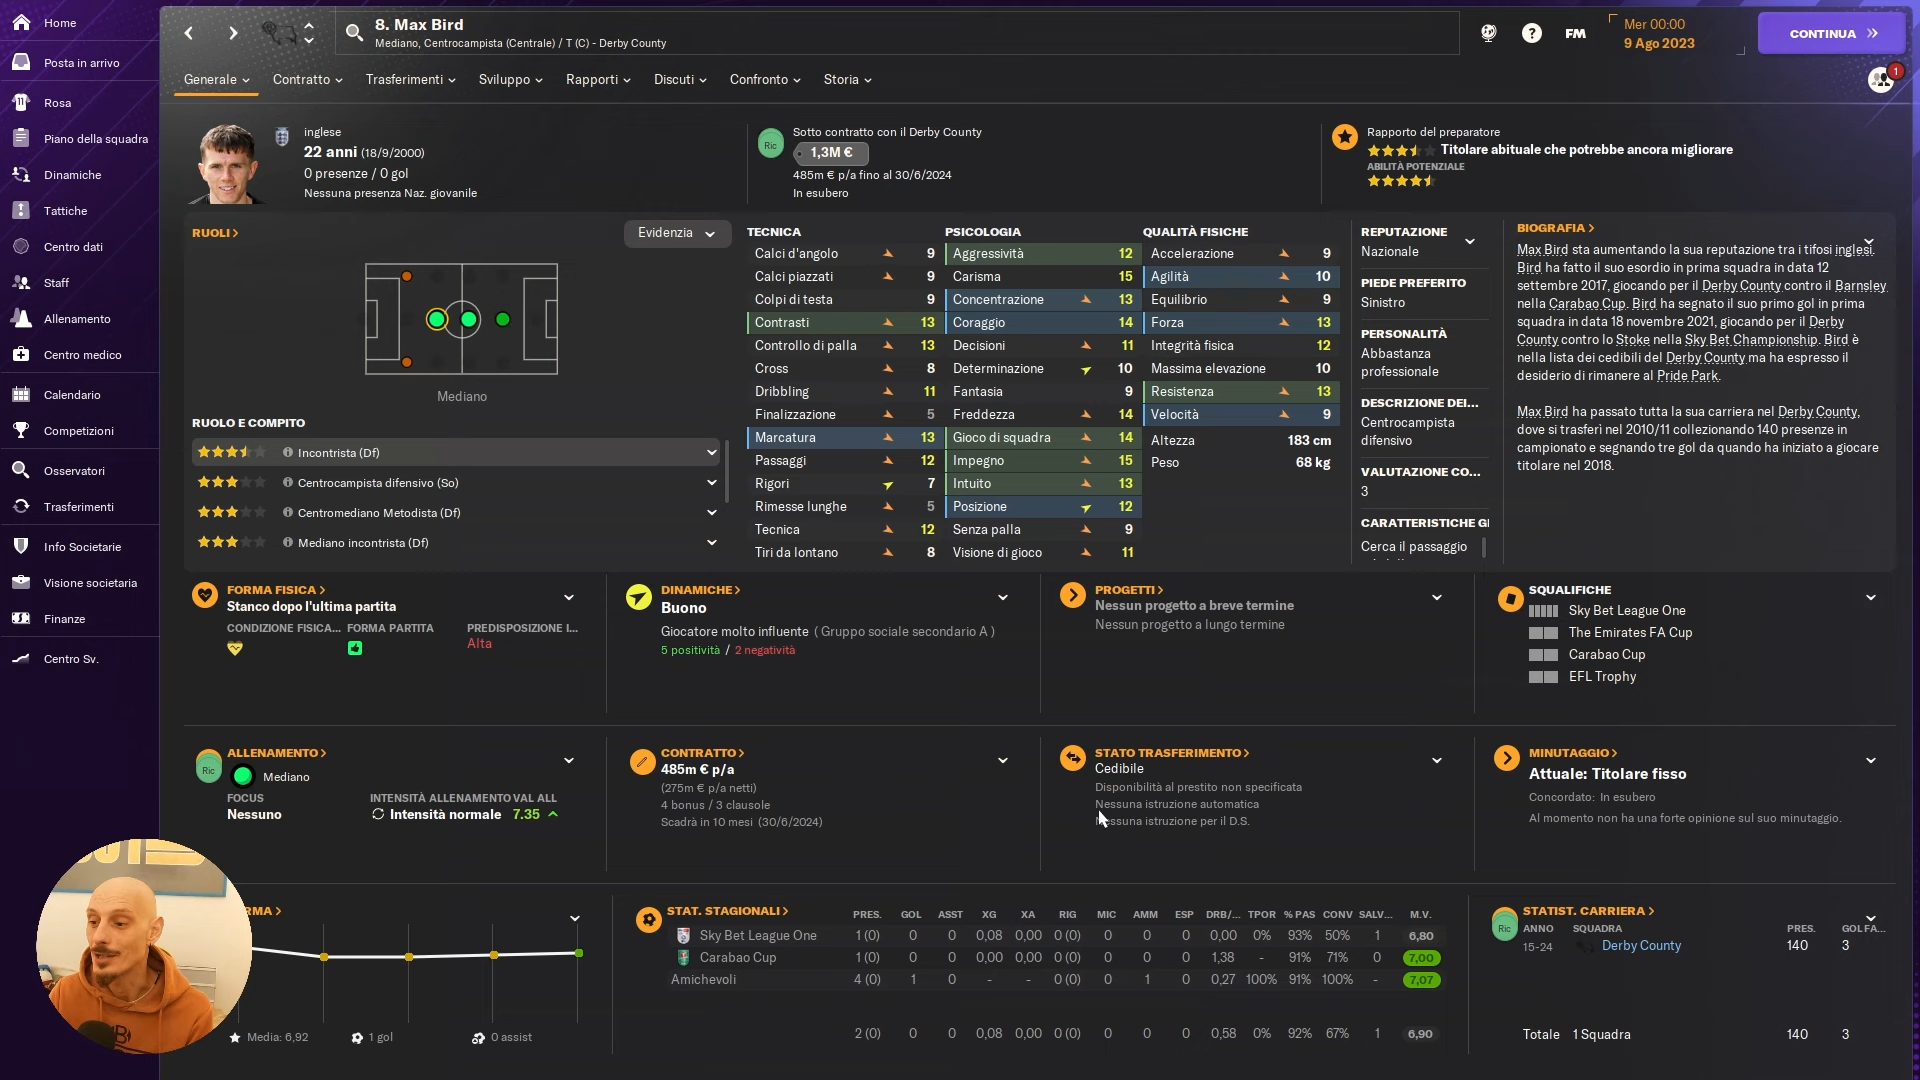 Home
Posta in arrivo
Rosa
Piano della squadra
Dinamiche
Tattiche
Centro dati
Staff
Allenamento
Centro medico
Calendario
Competizioni
Osservatori
Trasferimenti
Info Societarie
Visione societaria
Finanze
Centro Sv.
8. Max Bird
Mediano, Centrocampista (Centrale) / T (C) - Derby County
FM
Mer 00:00
9 Ago 2023
CONTINUA
Generale Contratto Trasferimenti Sviluppo Rapporti Discuti Confronto Storia
1
inglese
22 anni (18/9/2000)
0 presenze / 0 gol
Nessuna presenza Naz. giovanile
Ric
Sotto contratto con il Derby County
1,3M €
485m € p/a fino al 30/6/2024
In esubero
Rapporto del preparatore
Titolare abituale che potrebbe ancora migliorare
ABILITÀ POTENZIALE
RUOLI
Evidenzia
Mediano
RUOLO E COMPITO
Incontrista (Df)
Centrocampista difensivo (So)
Centromediano Metodista (Df)
Mediano incontrista (Df)
TECNICA
Calci d'angolo 9
Calci piazzati 9
Colpi di testa 9
Contrasti 13
Controllo di palla 13
Cross 8
Dribbling 11
Finalizzazione 5
Marcatura 13
Passaggi 12
Rigori 7
Rimesse lunghe 5
Tecnica 12
Tiri da lontano 8
PSICOLOGIA
Aggressività 12
Carisma 15
Concentrazione 13
Coraggio 14
Decisioni 11
Determinazione 10
Fantasia 9
Freddezza 14
Gioco di squadra 14
Impegno 15
Intuito 13
Posizione 12
Senza palla 9
Visione di gioco 11
QUALITÀ FISICHE
Accelerazione 9
Agilità 10
Equilibrio 9
Forza 13
Integrità fisica 12
Massima elevazione 10
Resistenza 13
Velocità 9
Altezza 183 cm
Peso 68 kg
REPUTAZIONE
Nazionale
PIEDE PREFERITO
Sinistro
PERSONALITÀ
Abbastanza
professionale
DESCRIZIONE DEI...
Centrocampista
difensivo
VALUTAZIONE CO...
3
CARATTERISTICHE G
Cerca il passaggio
BIOGRAFIA
Max Bird sta aumentando la sua reputazione tra i tifosi inglesi.
Bird ha fatto il suo esordio in prima squadra in data 12
settembre 2017, giocando per il Derby County contro il Barnsley
nella Carabao Cup. Bird ha segnato il suo primo gol in prima
squadra in data 18 novembre 2021, giocando per il Derby
County contro lo Stoke nella Sky Bet Championship. Bird è
nella lista dei cedibili del Derby County ma ha espresso il
desiderio di rimanere al Pride Park.
Max Bird ha passato tutta la sua carriera nel Derby County,
dove si trasferì nel 2010/11 collezionando 140 presenze in
campionato e segnando tre gol da quando ha iniziato a giocare
titolare nel 2018.
FORMA FISICA
Stanco dopo l'ultima partita
CONDIZIONE FISICA... FORMA PARTITA PREDISPOSIZIONE I...
Alta
DINAMICHE
Buono
Giocatore molto influente ( Gruppo sociale secondario A )
5 positività / 2 negatività
PROGETTI
Nessun progetto a breve termine
Nessun progetto a lungo termine
SQUALIFICHE
Sky Bet League One
The Emirates FA Cup
Carabao Cup
EFL Trophy
Ric
ALLENAMENTO
Mediano
FOCUS INTENSITÀ ALLENAMENTO VAL ALL
Nessuno Intensità normale 7.35
CONTRATTO
485m € p/a
(275m € p/a netti)
4 bonus / 3 clausole
Scadrà in 10 mesi (30/6/2024)
STATO TRASFERIMENTO
Cedibile
Disponibilità al prestito non specificata
Nessuna istruzione automatica
Nessuna istruzione per il D.S.
MINUTAGGIO
Attuale: Titolare fisso
Concordato: In esubero
Al momento non ha una forte opinione sul suo minutaggio.
RMA
Media: 6,92 1 gol 0 assist
STAT. STAGIONALI PRES. GOL ASST XG XA RIG MIC AMM ESP DRB/... TPOR % PAS CONV SALV... M.V.
Sky Bet League One 1 (0) 0 0 0,08 0,00 0 (0) 0 0 0 0,00 0% 93% 50% 1 6,80
Carabao Cup 1 (0) 0 0 0,00 0,00 0 (0) 0 0 0 1,38 - 91% 71% 0 7,00
Amichevoli 4 (0) 1 0 - - 0 (0) 0 1 0 0,27 100% 91% 100% - 7,07
2 (0) 0 0 0,08 0,00 0 (0) 0 0 0 0,58 0% 92% 67% 1 6,90
Ric
STATIST. CARRIERA
ANNO SQUADRA PRES. GOL FA...
15-24 Derby County 140 3
Totale 1 Squadra 140 3